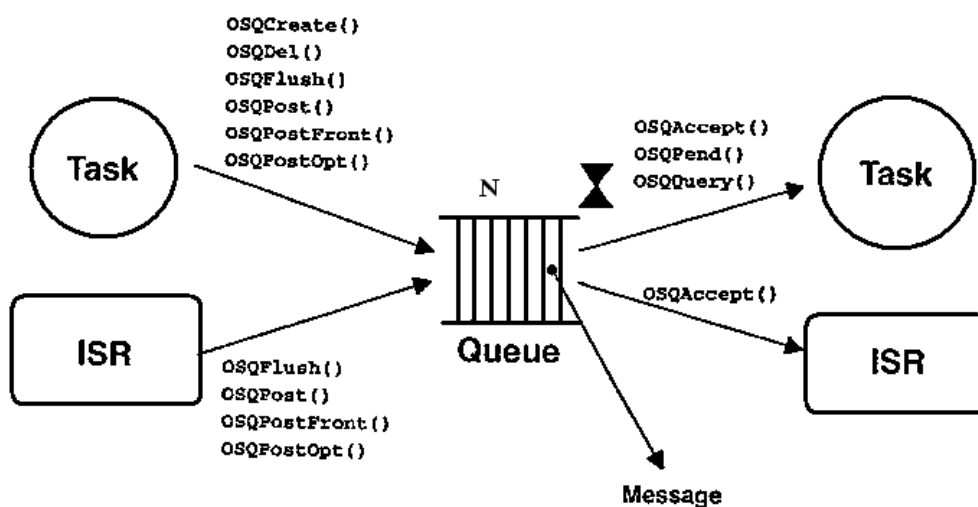 OSQCreate()
OSQDel()
OSQFlush()
OSQPost()
OSQPostFront()
OSQPostOpt()
Task
OSQAccept()
OSQPend()
OSQQuery()
Task
N
Queue
ISR
OSQFlush()
OSQPost()
OSQPostFront()
OSQPostOpt()
OSQAccept()
ISR
Message